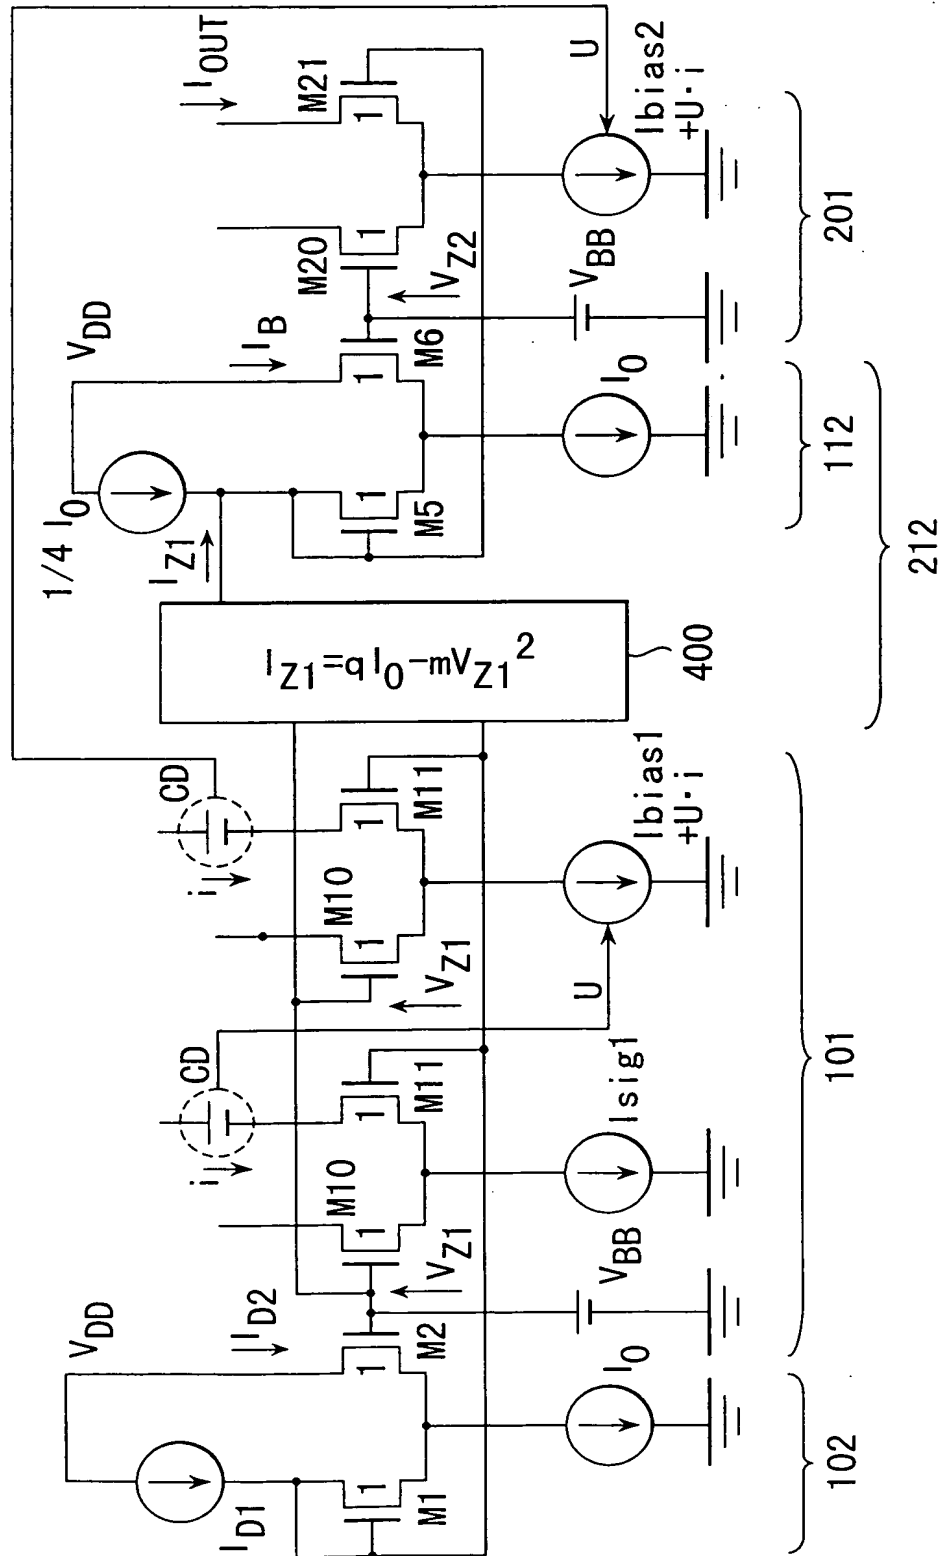 V_DD
I_D1
I_D2
M1
1
1
M2
I_0
V_Z1
V_BB
i
CD
M10
1
1
M11
Isig1
V_Z1
U
i
CD
M10
1
1
M11
Ibias1
+U·i
I_Z1=qI_0-mV_Z1^2
400
1/4 I_0
I_Z1
V_DD
I_B
M5
1
1
M6
I_0
V_Z2
V_BB
I_OUT
M20
1
1
M21
U
Ibias2
+U·i
102
101
112
201
212